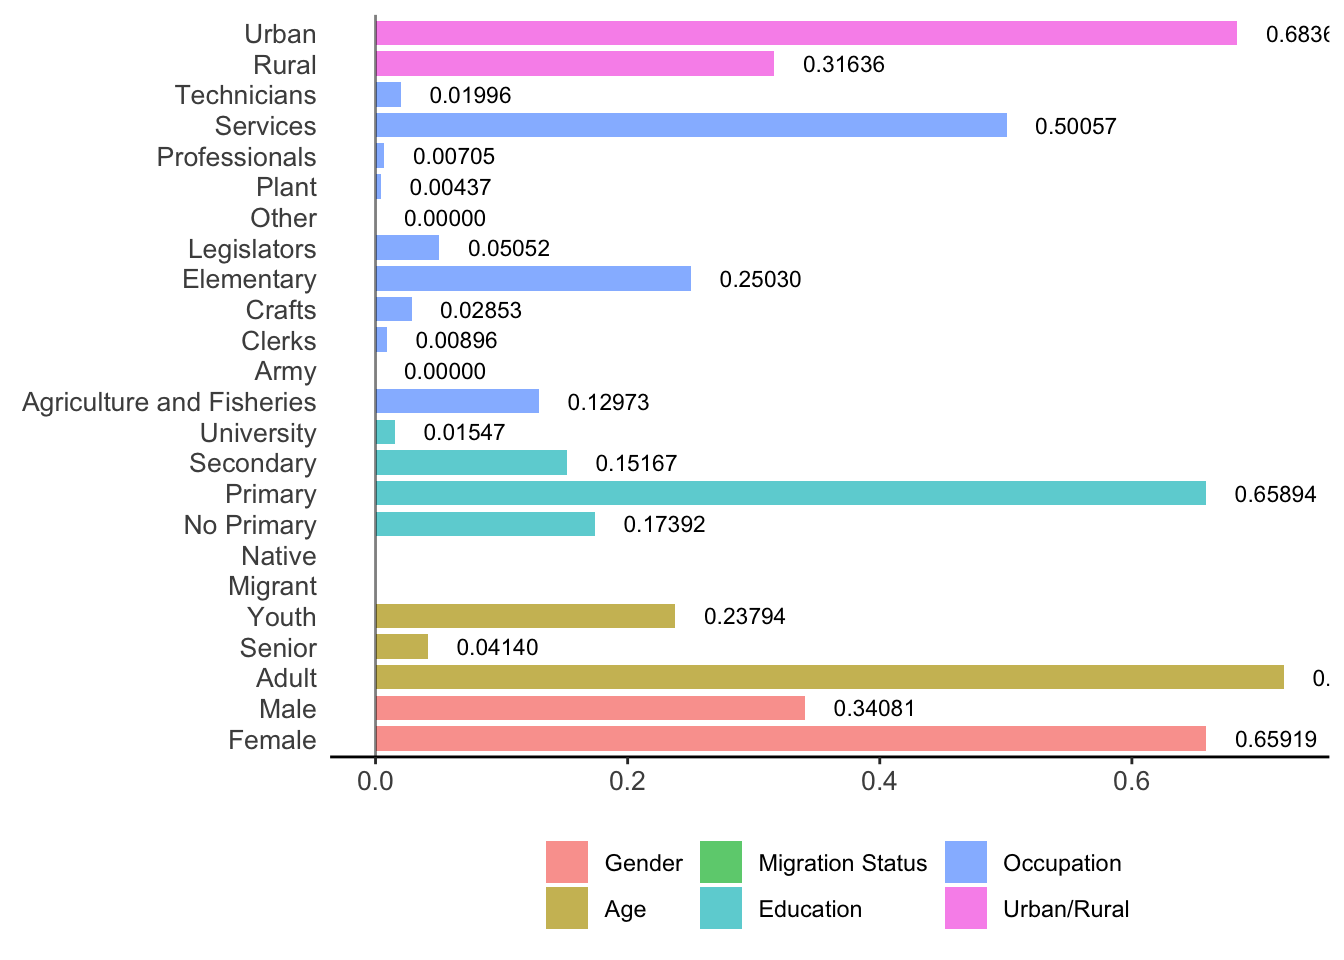 Urban 0.6836
Rural 0.31636
Technicians 0.01996
Services 0.50057
Professionals 0.00705
Plant 0.00437
Other 0.00000
Legislators 0.05052
Elementary 0.25030
Crafts 0.02853
Clerks 0.00896
Army 0.00000
Agriculture and Fisheries 0.12973
University 0.01547
Secondary 0.15167
Primary 0.65894
No Primary 0.17392
Native
Migrant
Youth 0.23794
Senior 0.04140
Adult 0.
Male 0.34081
Female 0.65919
0.0 0.2 0.4 0.6
Gender Migration Status Occupation
Age Education Urban/Rural